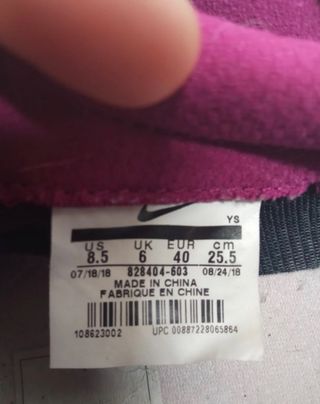 YS
US UK EUR cm
8.5 6 40 25.5
07/18/18 828404-603 08/24/18
MADE IN CHINA
FABRIQUE EN CHINE
108623002 UPC 00887228065864